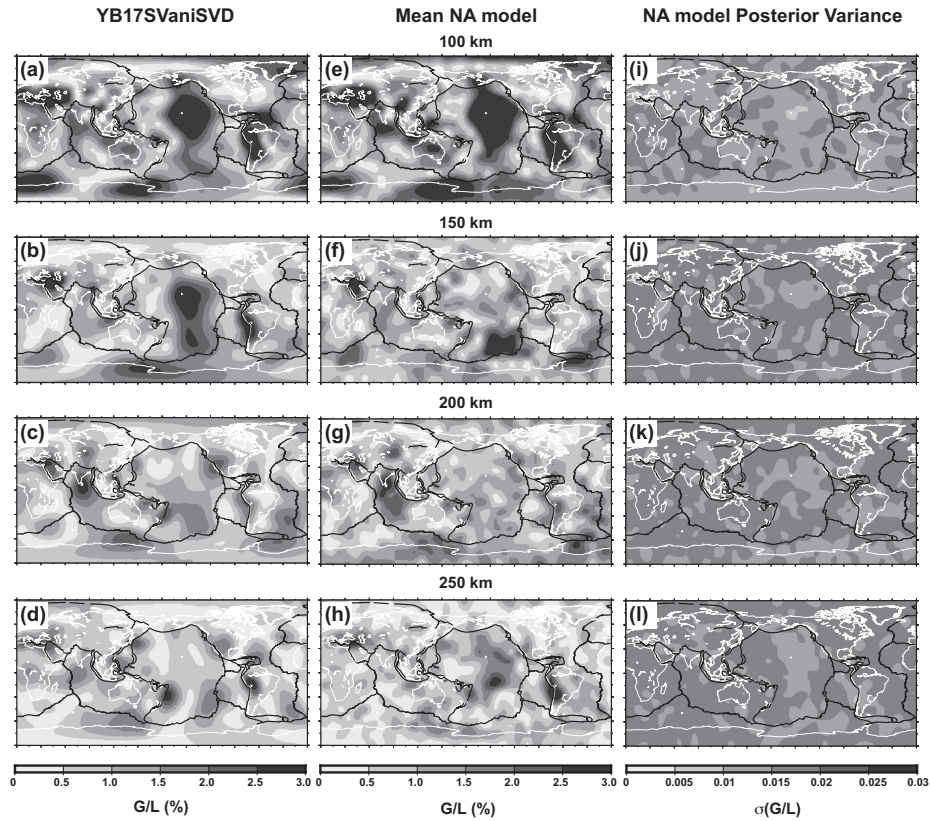 YB17SVaniSVD Mean NA model NA model Posterior Variance
100 km
(a) (e) (i)
150 km
(b) (f) (j)
200 km
(c) (g) (k)
250 km
(d) (h) (l)
0 0.5 1.0 1.5 2.0 2.5 3.0 0 0.5 1.0 1.5 2.0 2.5 3.0 0 0.005 0.01 0.015 0.02 0.025 0.03
G/L (%) G/L (%) σ(G/L)